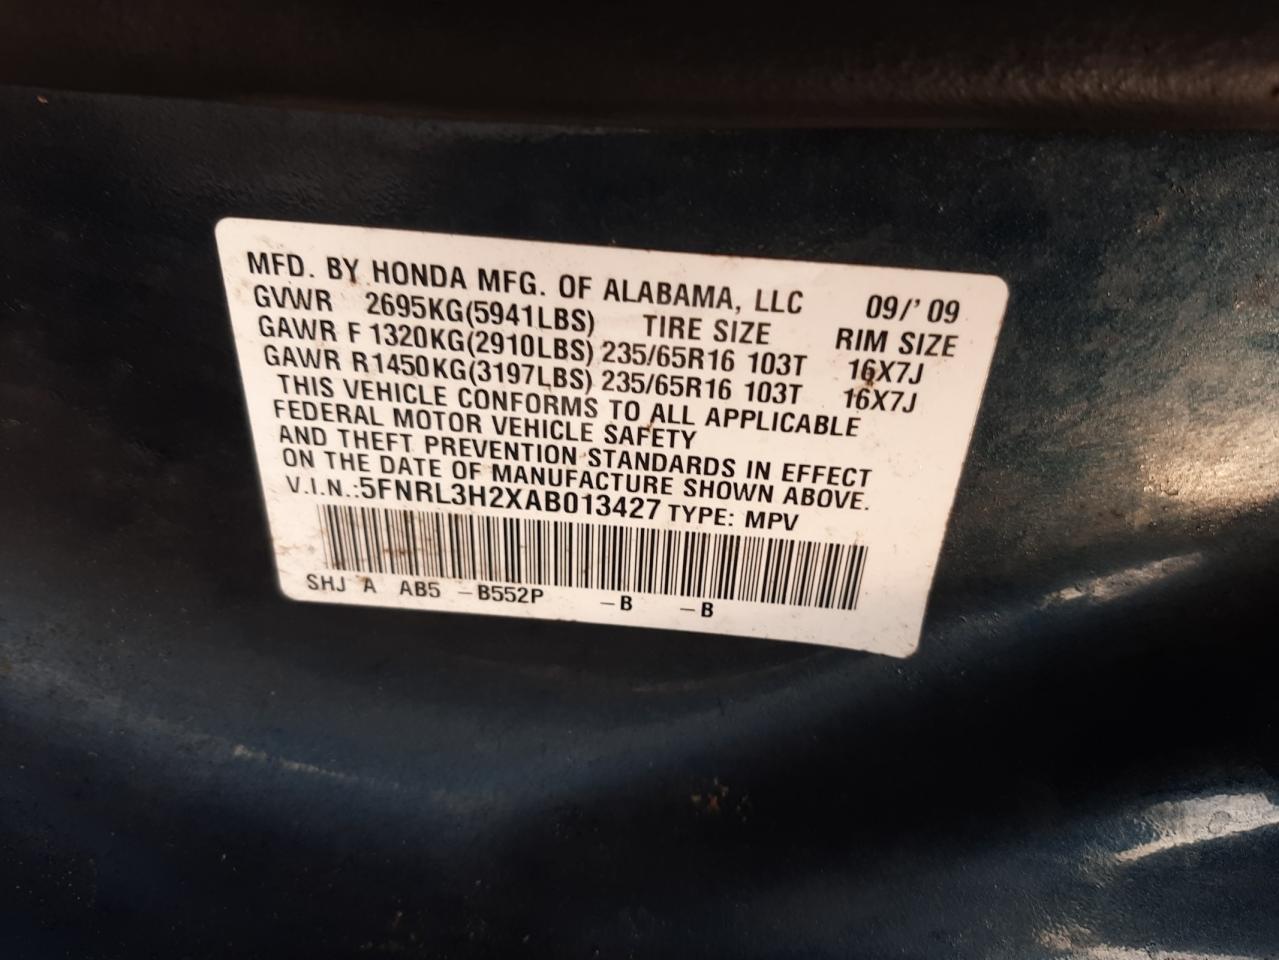 MFD. BY HONDA MFG. OF ALABAMA, LLC 09/'09
GVWR 2695KG(5941LBS) TIRE SIZE RIM SIZE
GAWR F 1320KG(2910LBS) 235/65R16 103T 16X7J
GAWR R1450KG(3197LBS) 235/65R16 103T 16X7J
THIS VEHICLE CONFORMS TO ALL APPLICABLE
FEDERAL MOTOR VEHICLE SAFETY
AND THEFT PREVENTION STANDARDS IN EFFECT
ON THE DATE OF MANUFACTURE SHOWN ABOVE.
V.I.N.:5FNRL3H2XAB013427 TYPE: MPV
SHJ A AB5 -B552P -B -B